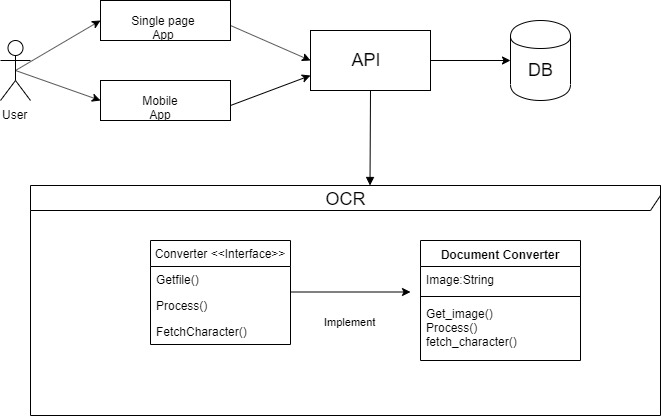 Single page
App
API
DB
Mobile
App
User
OCR
Converter <<Interface>>
Getfile()
Process()
FetchCharacter()
Implement
Document Converter
Image:String
Get_image()
Process()
fetch_character()